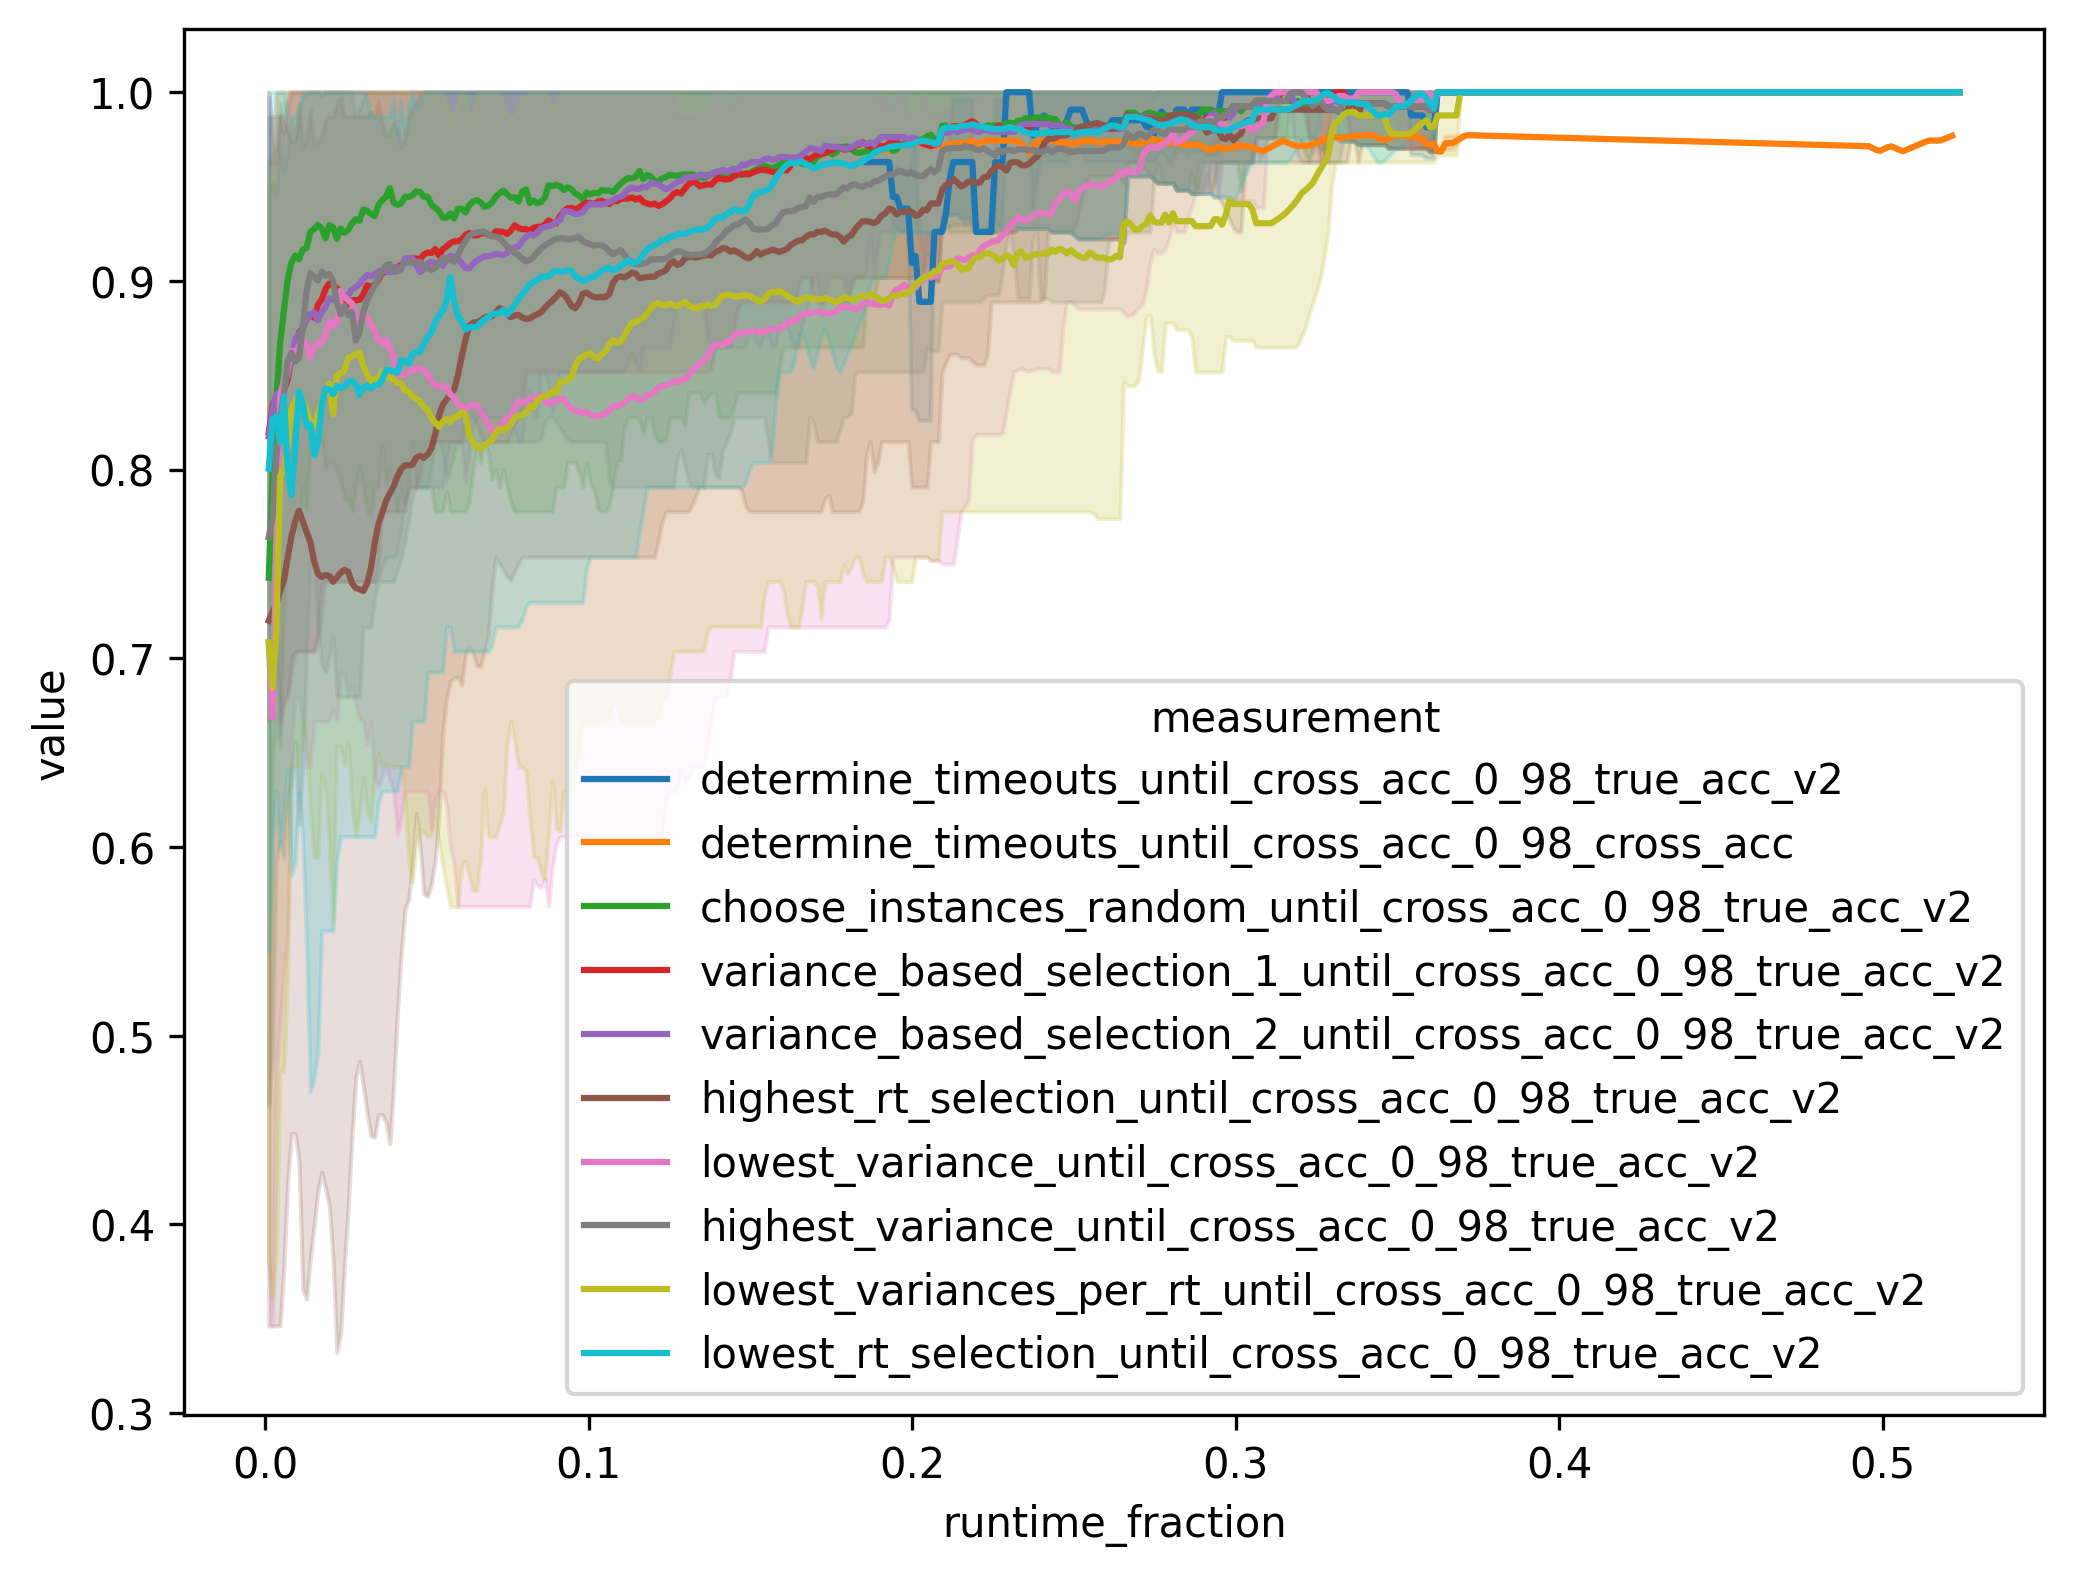 1.0
0.9
0.8
0.7
0.6
0.5
0.4
0.3
value
measurement
determine_timeouts_until_cross_acc_0_98_true_acc_v2
determine_timeouts_until_cross_acc_0_98_cross_acc
choose_instances_random_until_cross_acc_0_98_true_acc_v2
variance_based_selection_1_until_cross_acc_0_98_true_acc_v2
variance_based_selection_2_until_cross_acc_0_98_true_acc_v2
highest_rt_selection_until_cross_acc_0_98_true_acc_v2
lowest_variance_until_cross_acc_0_98_true_acc_v2
highest_variance_until_cross_acc_0_98_true_acc_v2
lowest_variances_per_rt_until_cross_acc_0_98_true_acc_v2
lowest_rt_selection_until_cross_acc_0_98_true_acc_v2
0.0 0.1 0.2 0.3 0.4 0.5
runtime_fraction